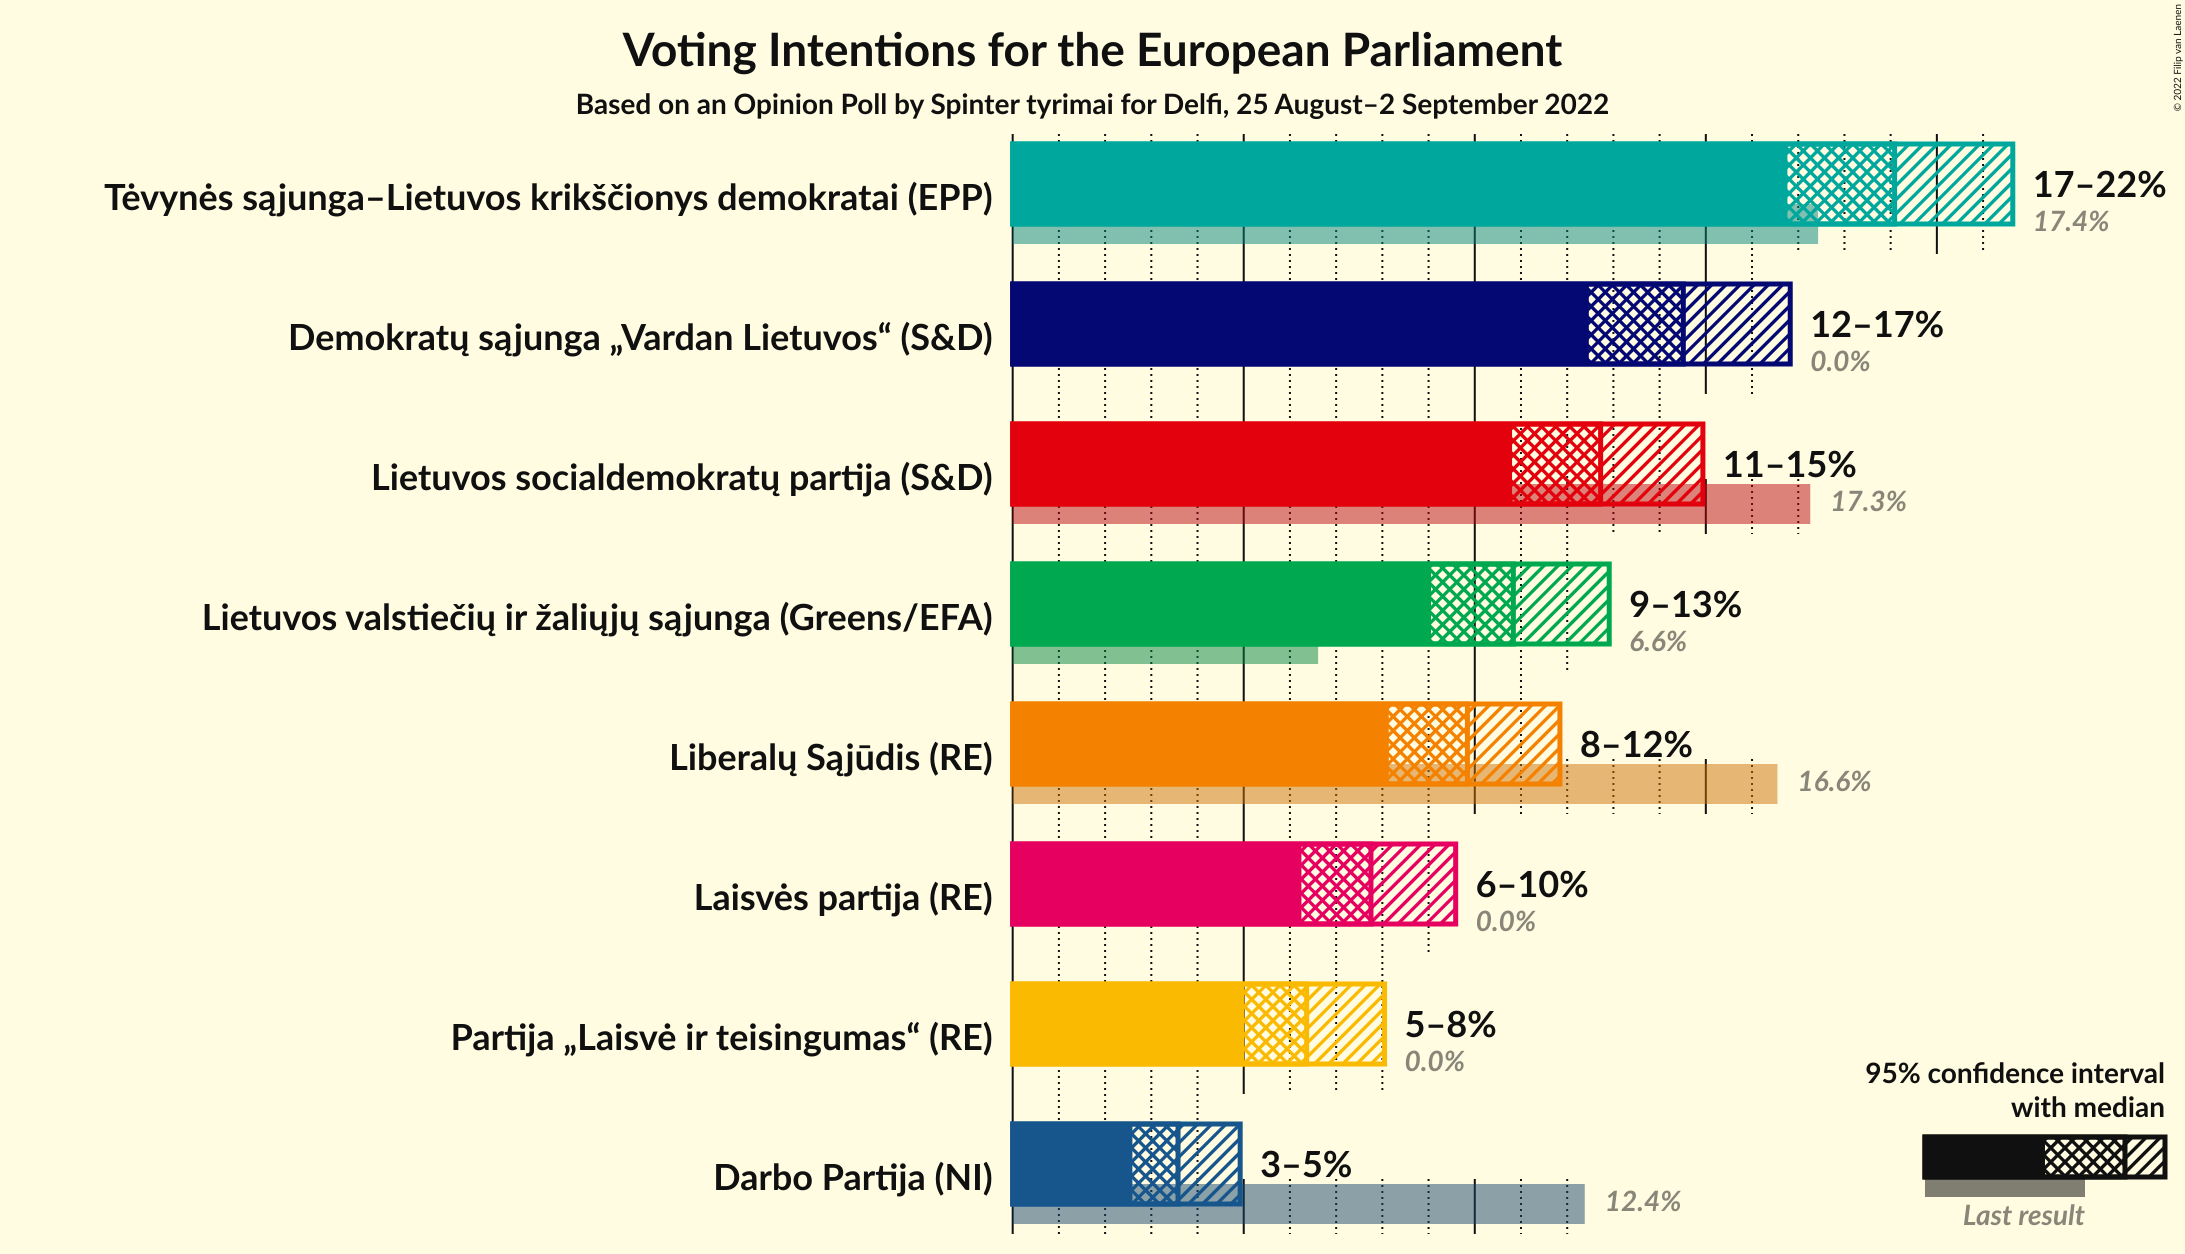 Voting Intentions for the European Parliament
Based on an Opinion Poll by Spinter tyrimai for Delfi, 25 August–2 September 2022
© 2022 Filip van Laenen
Tėvynės sąjunga–Lietuvos krikščionys demokratai (EPP)
17–22%
17.4%
Demokratų sąjunga „Vardan Lietuvos“ (S&D)
12–17%
0.0%
Lietuvos socialdemokratų partija (S&D)
11–15%
17.3%
Lietuvos valstiečių ir žaliųjų sąjunga (Greens/EFA)
9–13%
6.6%
Liberalų Sąjūdis (RE)
8–12%
16.6%
Laisvės partija (RE)
6–10%
0.0%
Partija „Laisvė ir teisingumas“ (RE)
5–8%
0.0%
Darbo Partija (NI)
3–5%
12.4%
95% confidence interval
with median
Last result